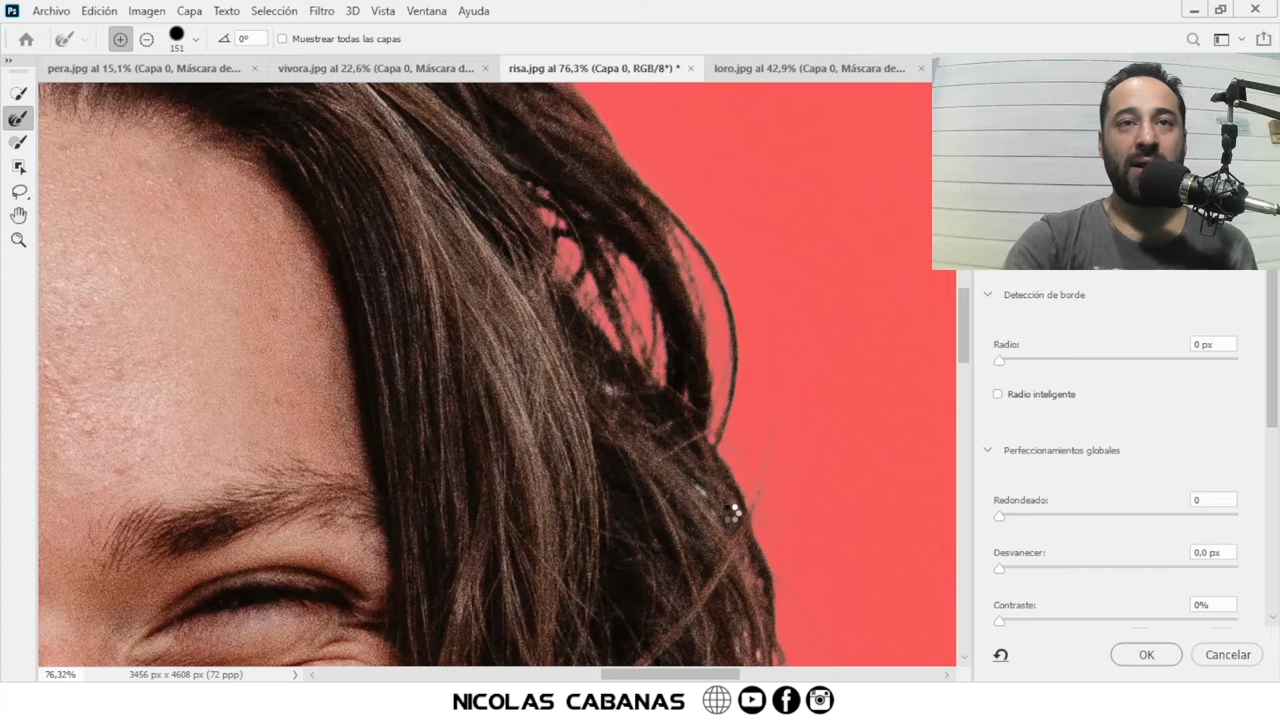 Ps Archivo Edición Imagen Capa Texto Selección Filtro 3D Vista Ventana Ayuda
151 0° Muestrear todas las capas
pera.jpg al 15,1% (Capa 0, Máscara de... vivora.jpg al 22,6% (Capa 0, Máscara d... risa.jpg al 76,3% (Capa 0, RGB/8*) * loro.jpg al 42,9% (Capa 0, Máscara de...
Detección de borde
Radio: 0 px
Radio inteligente
Perfeccionamientos globales
Redondeado: 0
Desvanecer: 0,0 px
Contraste: 0%
OK Cancelar
76,32% 3456 px x 4608 px (72 ppp)
NICOLAS CABANAS